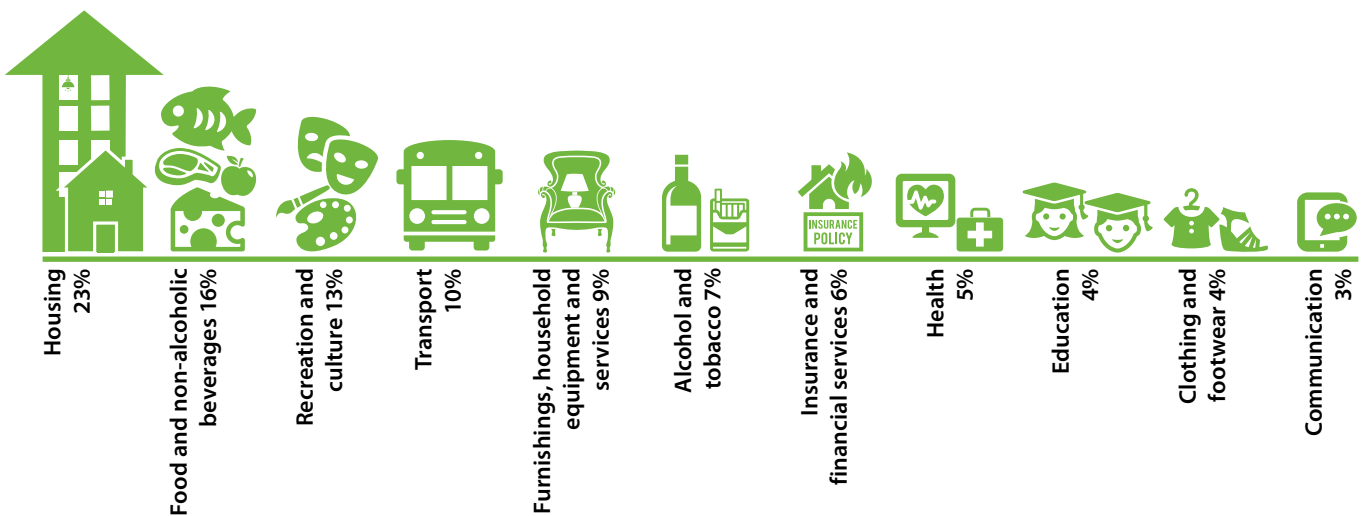 INSURANCE
POLICY
Housing
23%
Food and non-alcoholic
beverages 16%
Recreation and
culture 13%
Transport
10%
Furnishings, household
equipment and
services 9%
Alcohol and
tobacco 7%
Insurance and
financial services 6%
Health
5%
Education
4%
Clothing and
footwear 4%
Communication
3%